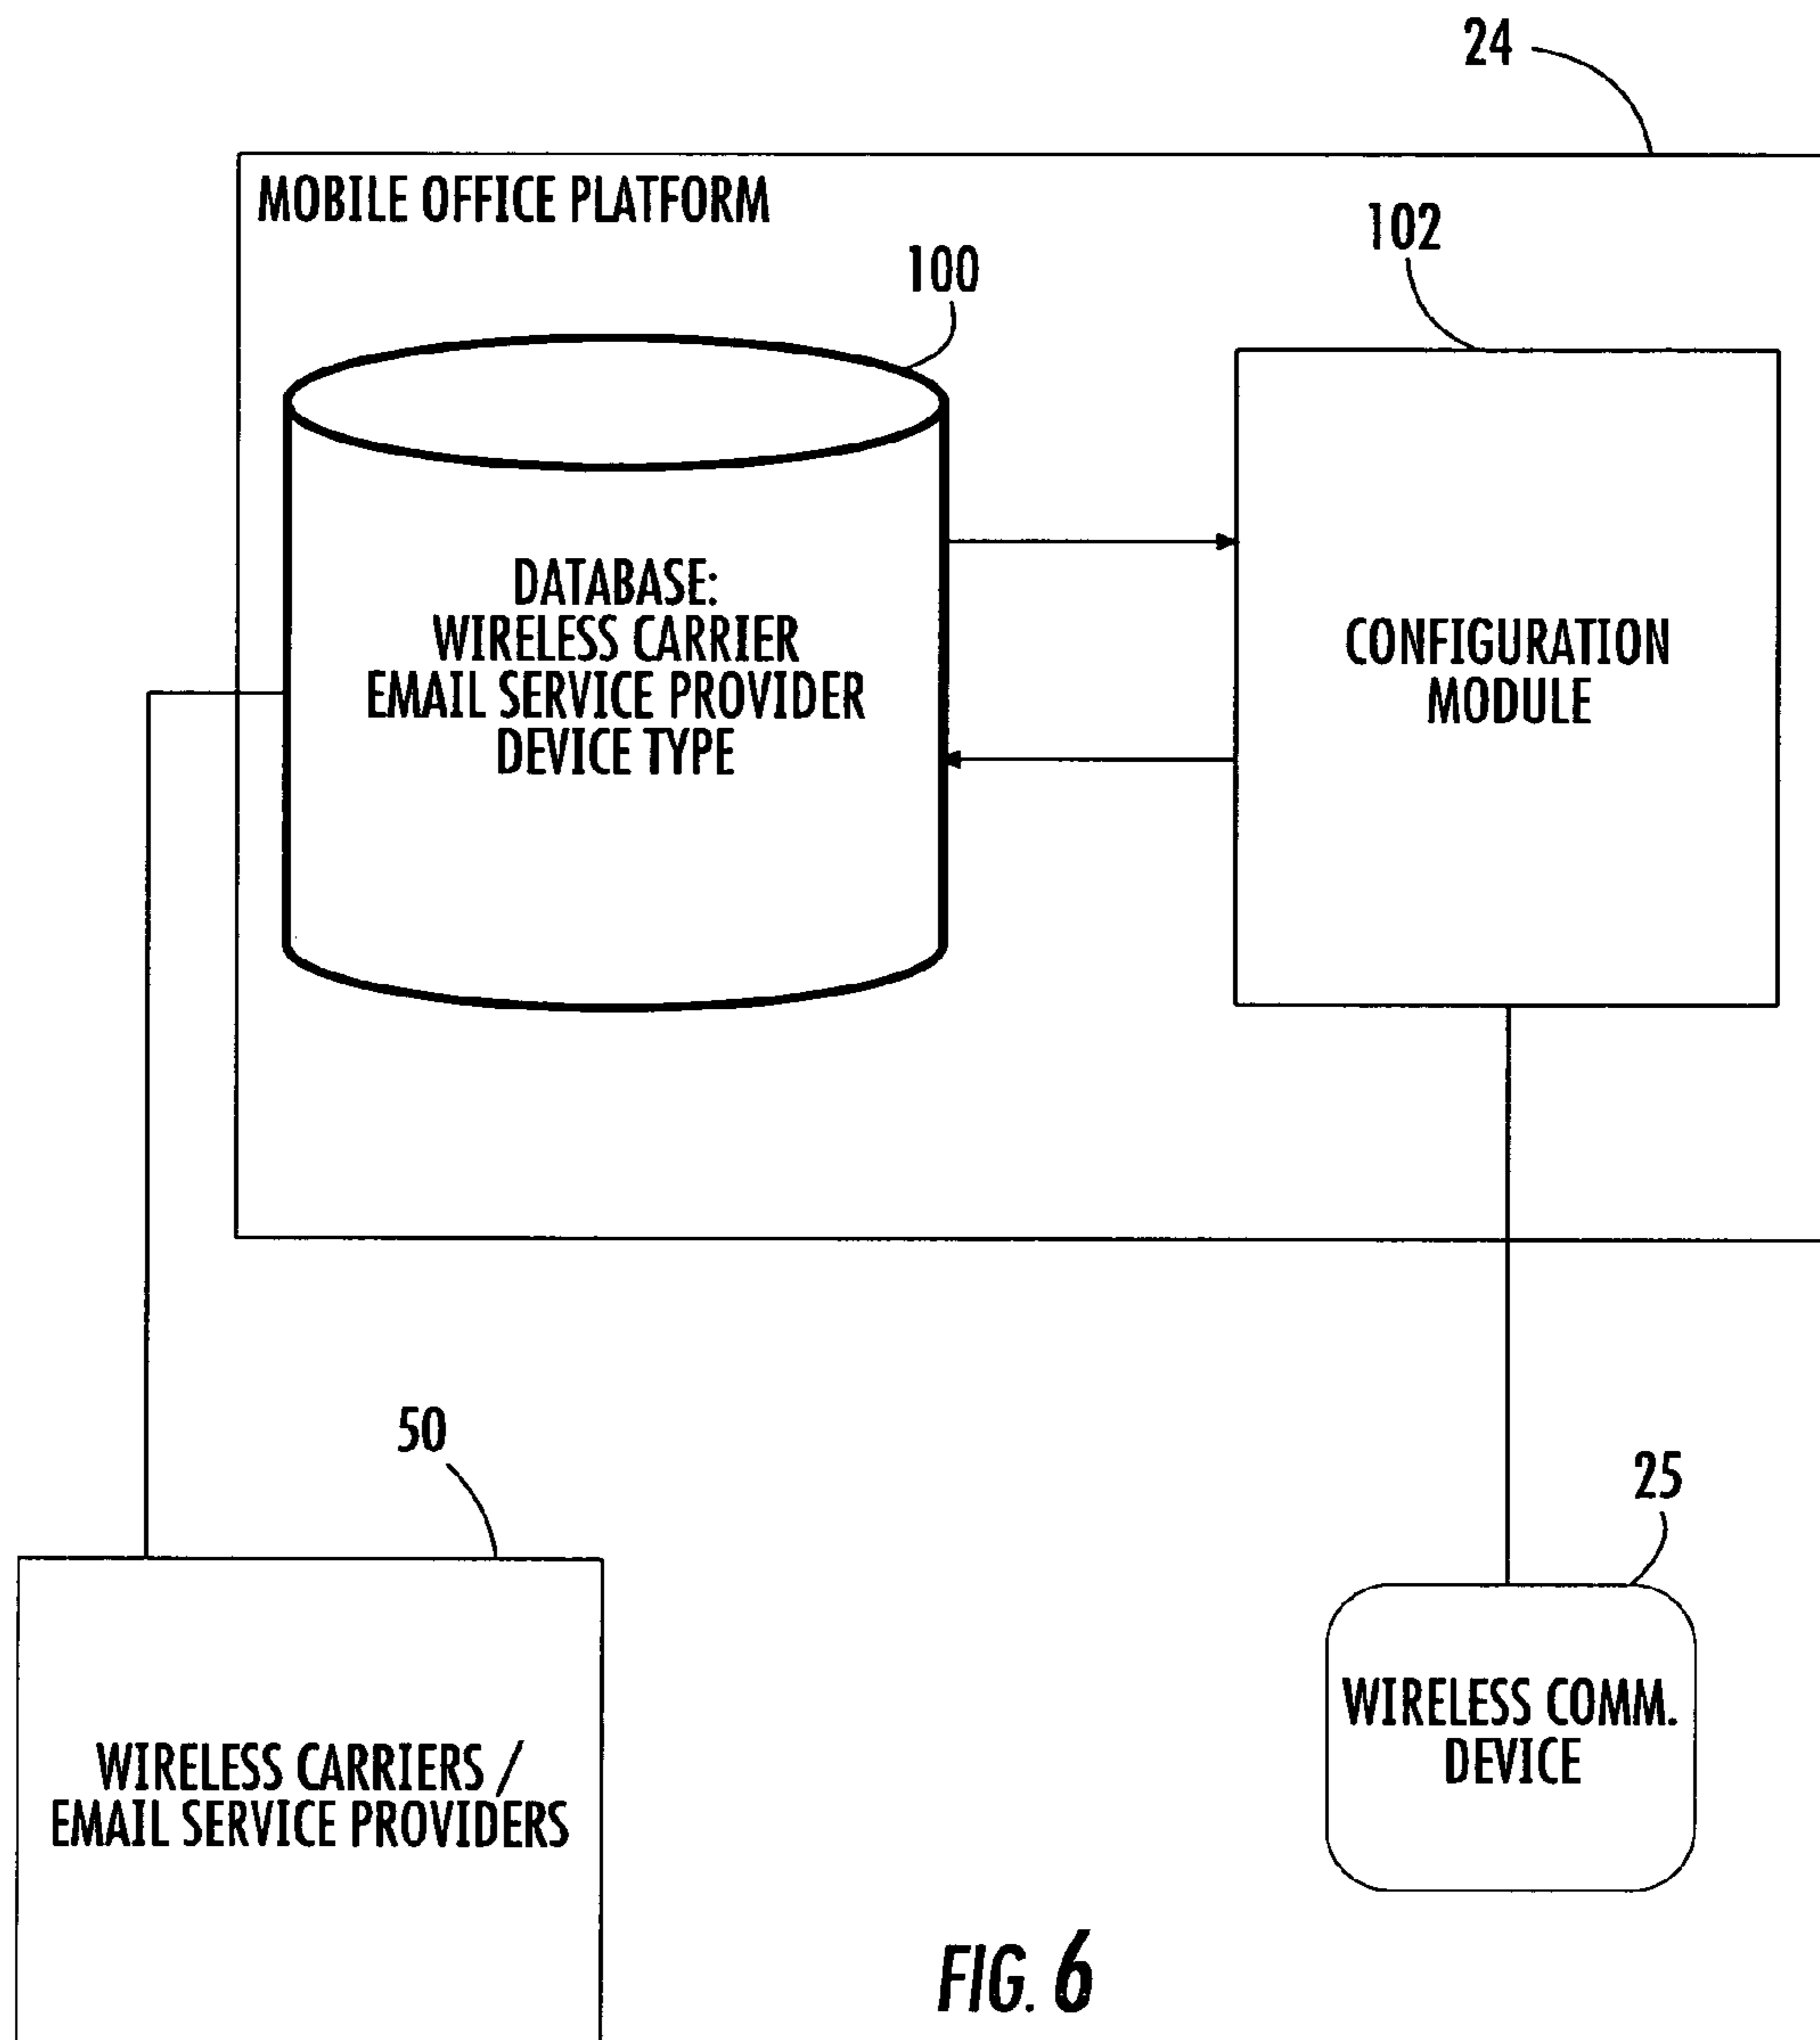 24
MOBILE OFFICE PLATFORM
102
100
DATABASE:
WIRELESS CARRIER
EMAIL SERVICE PROVIDER
DEVICE TYPE
CONFIGURATION
MODULE
50
25
WIRELESS CARRIERS /
EMAIL SERVICE PROVIDERS
WIRELESS COMM.
DEVICE
FIG. 6